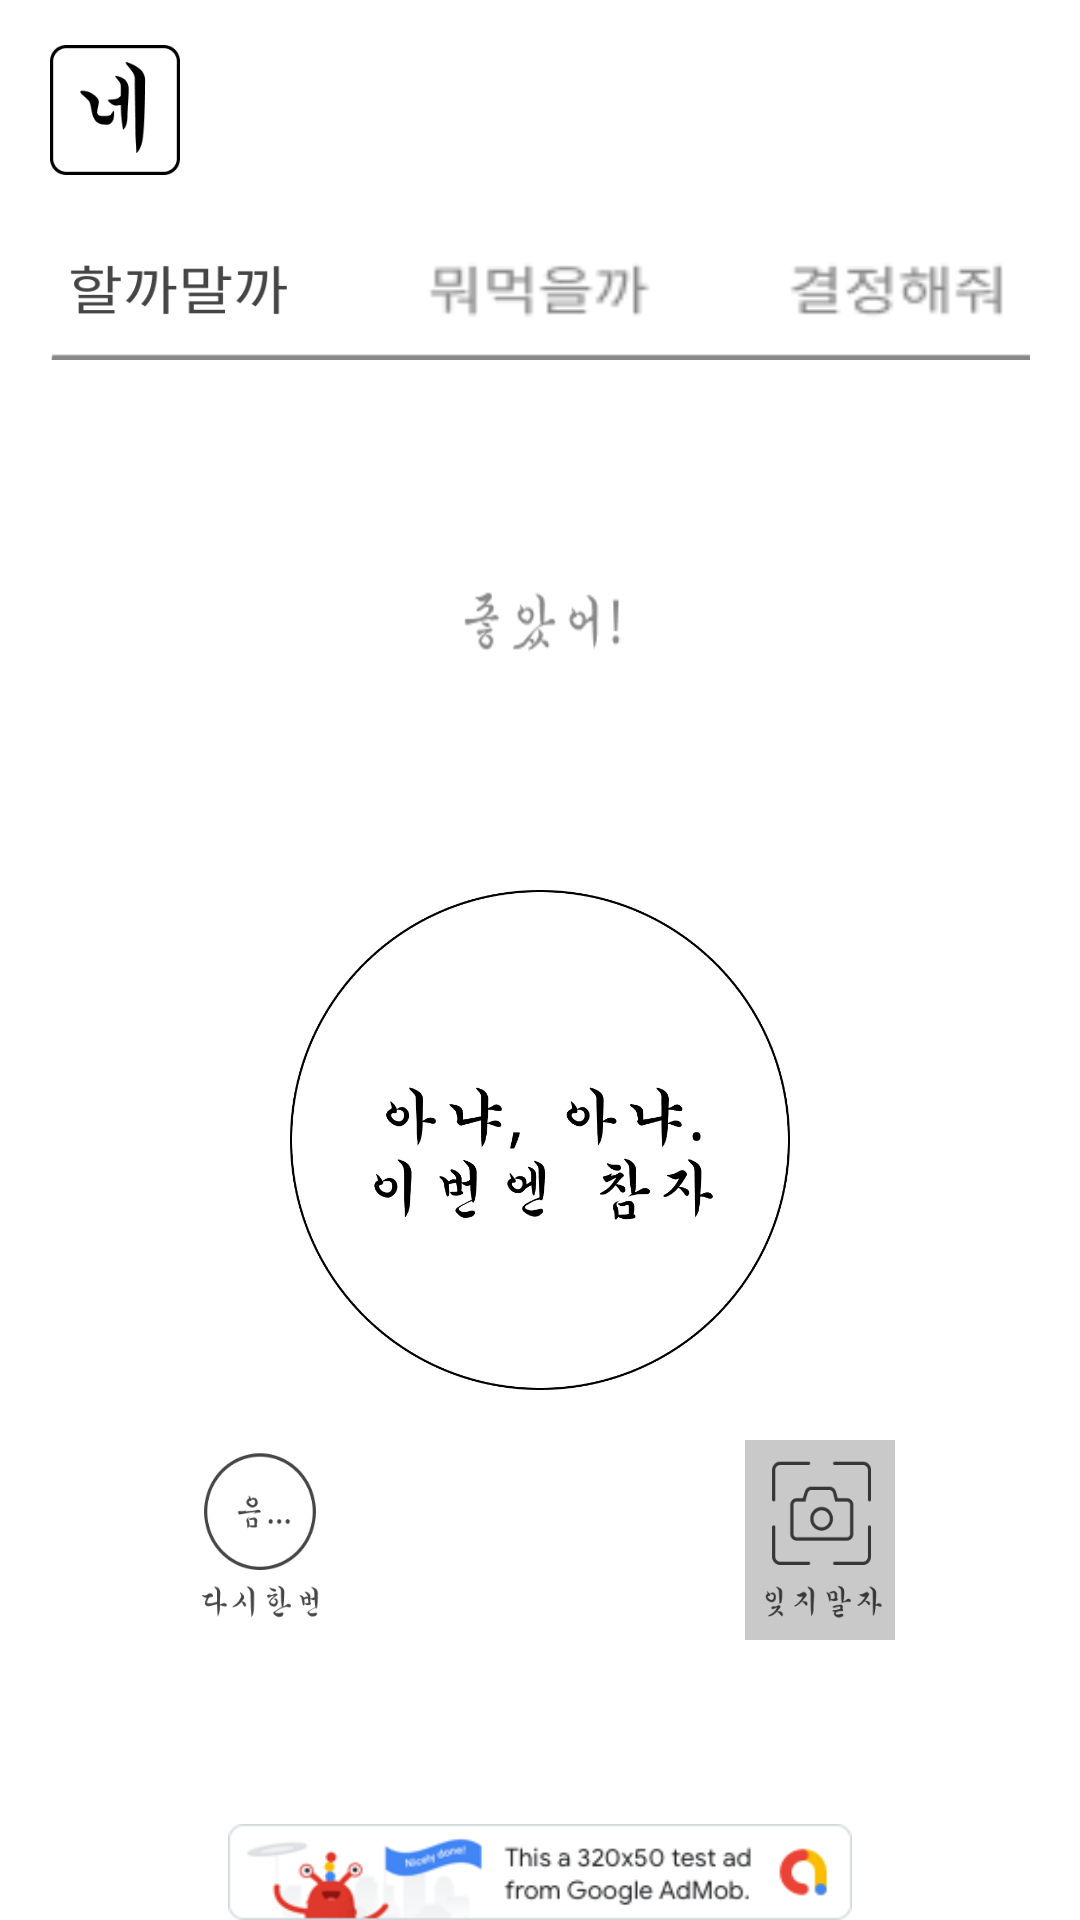 네
할까말까 뭐먹을까 결정해줘
좋았어!
아냐, 아냐.
이번엔 참자
음...
다시한번
잊지말자
Nicely done!
This a 320x50 test ad
from Google AdMob.